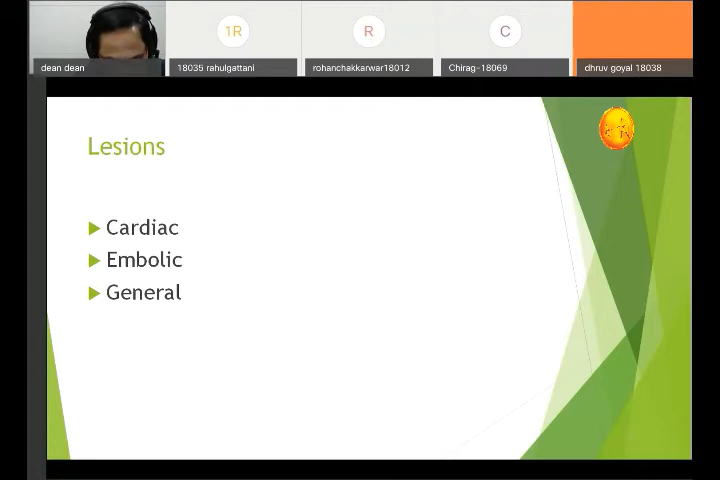 1R
R
C
dean dean
18035 rahulgattani
rohanchakkarwar18012
Chirag-18069
dhruv goyal 18038
Lesions
Cardiac
Embolic
General